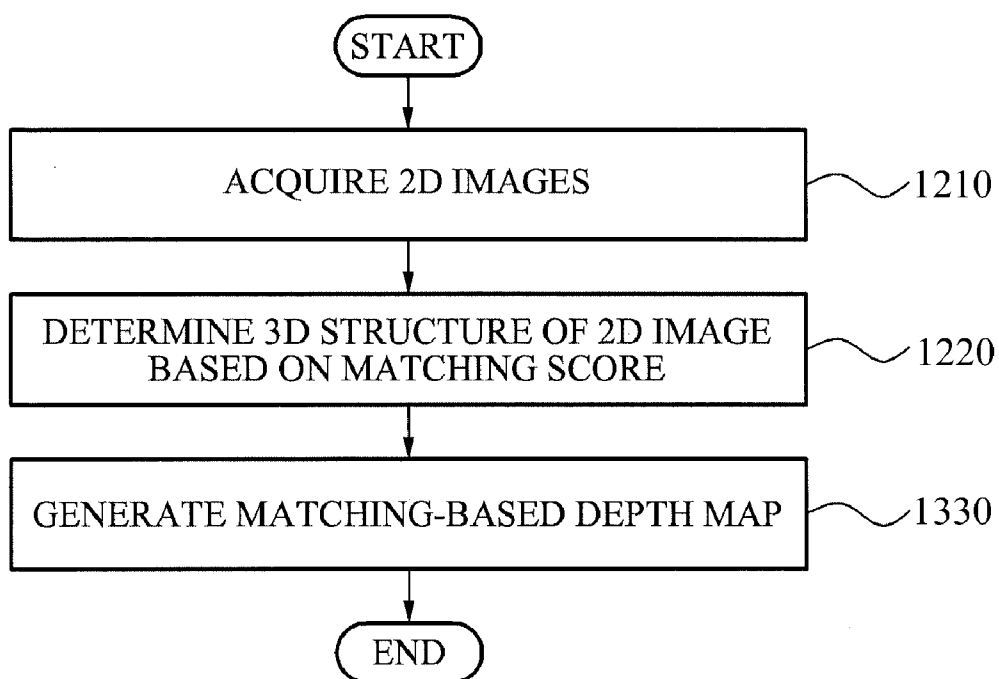 START
ACQUIRE 2D IMAGES
1210
DETERMINE 3D STRUCTURE OF 2D IMAGE
BASED ON MATCHING SCORE
1220
GENERATE MATCHING-BASED DEPTH MAP
1330
END